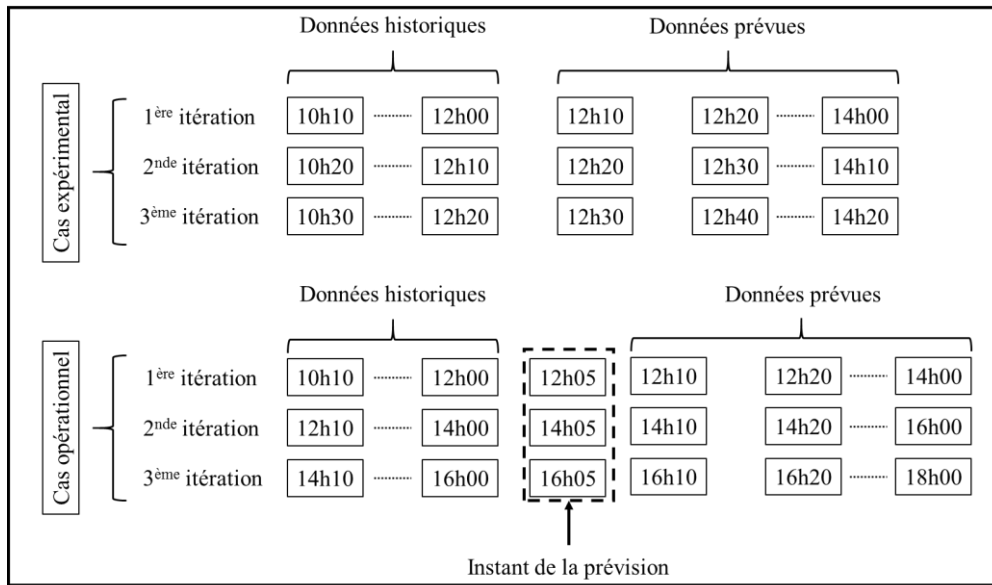 Données historiques Données prévues
Cas expérimental
1ère itération 10h10 12h00 12h10 12h20 14h00
2nde itération 10h20 12h10 12h20 12h30 14h10
3ème itération 10h30 12h20 12h30 12h40 14h20
Données historiques Données prévues
Cas opérationnel
1ère itération 10h10 12h00 12h05 12h10 12h20 14h00
2nde itération 12h10 14h00 14h05 14h10 14h20 16h00
3ème itération 14h10 16h00 16h05 16h10 16h20 18h00
Instant de la prévision